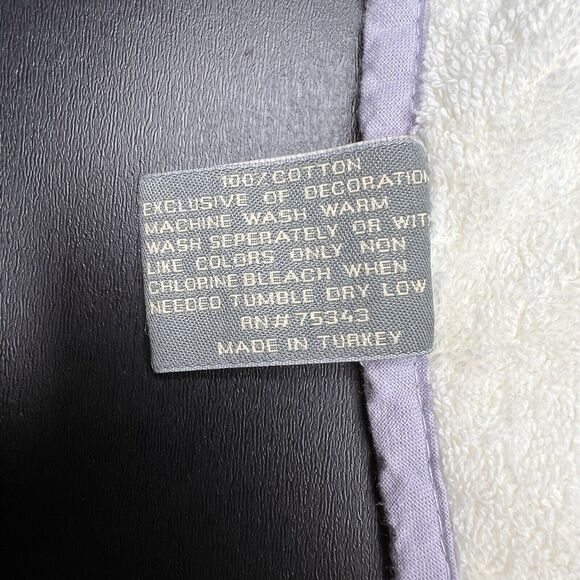 100% COTTON
EXCLUSIVE OF DECORATION
MACHINE WASH WARM
WASH SEPERATELY OR WITH
LIKE COLORS ONLY NON
CHLORINE BLEACH WHEN
NEEDED TUMBLE DRY LOW
RN# 75343
MADE IN TURKEY